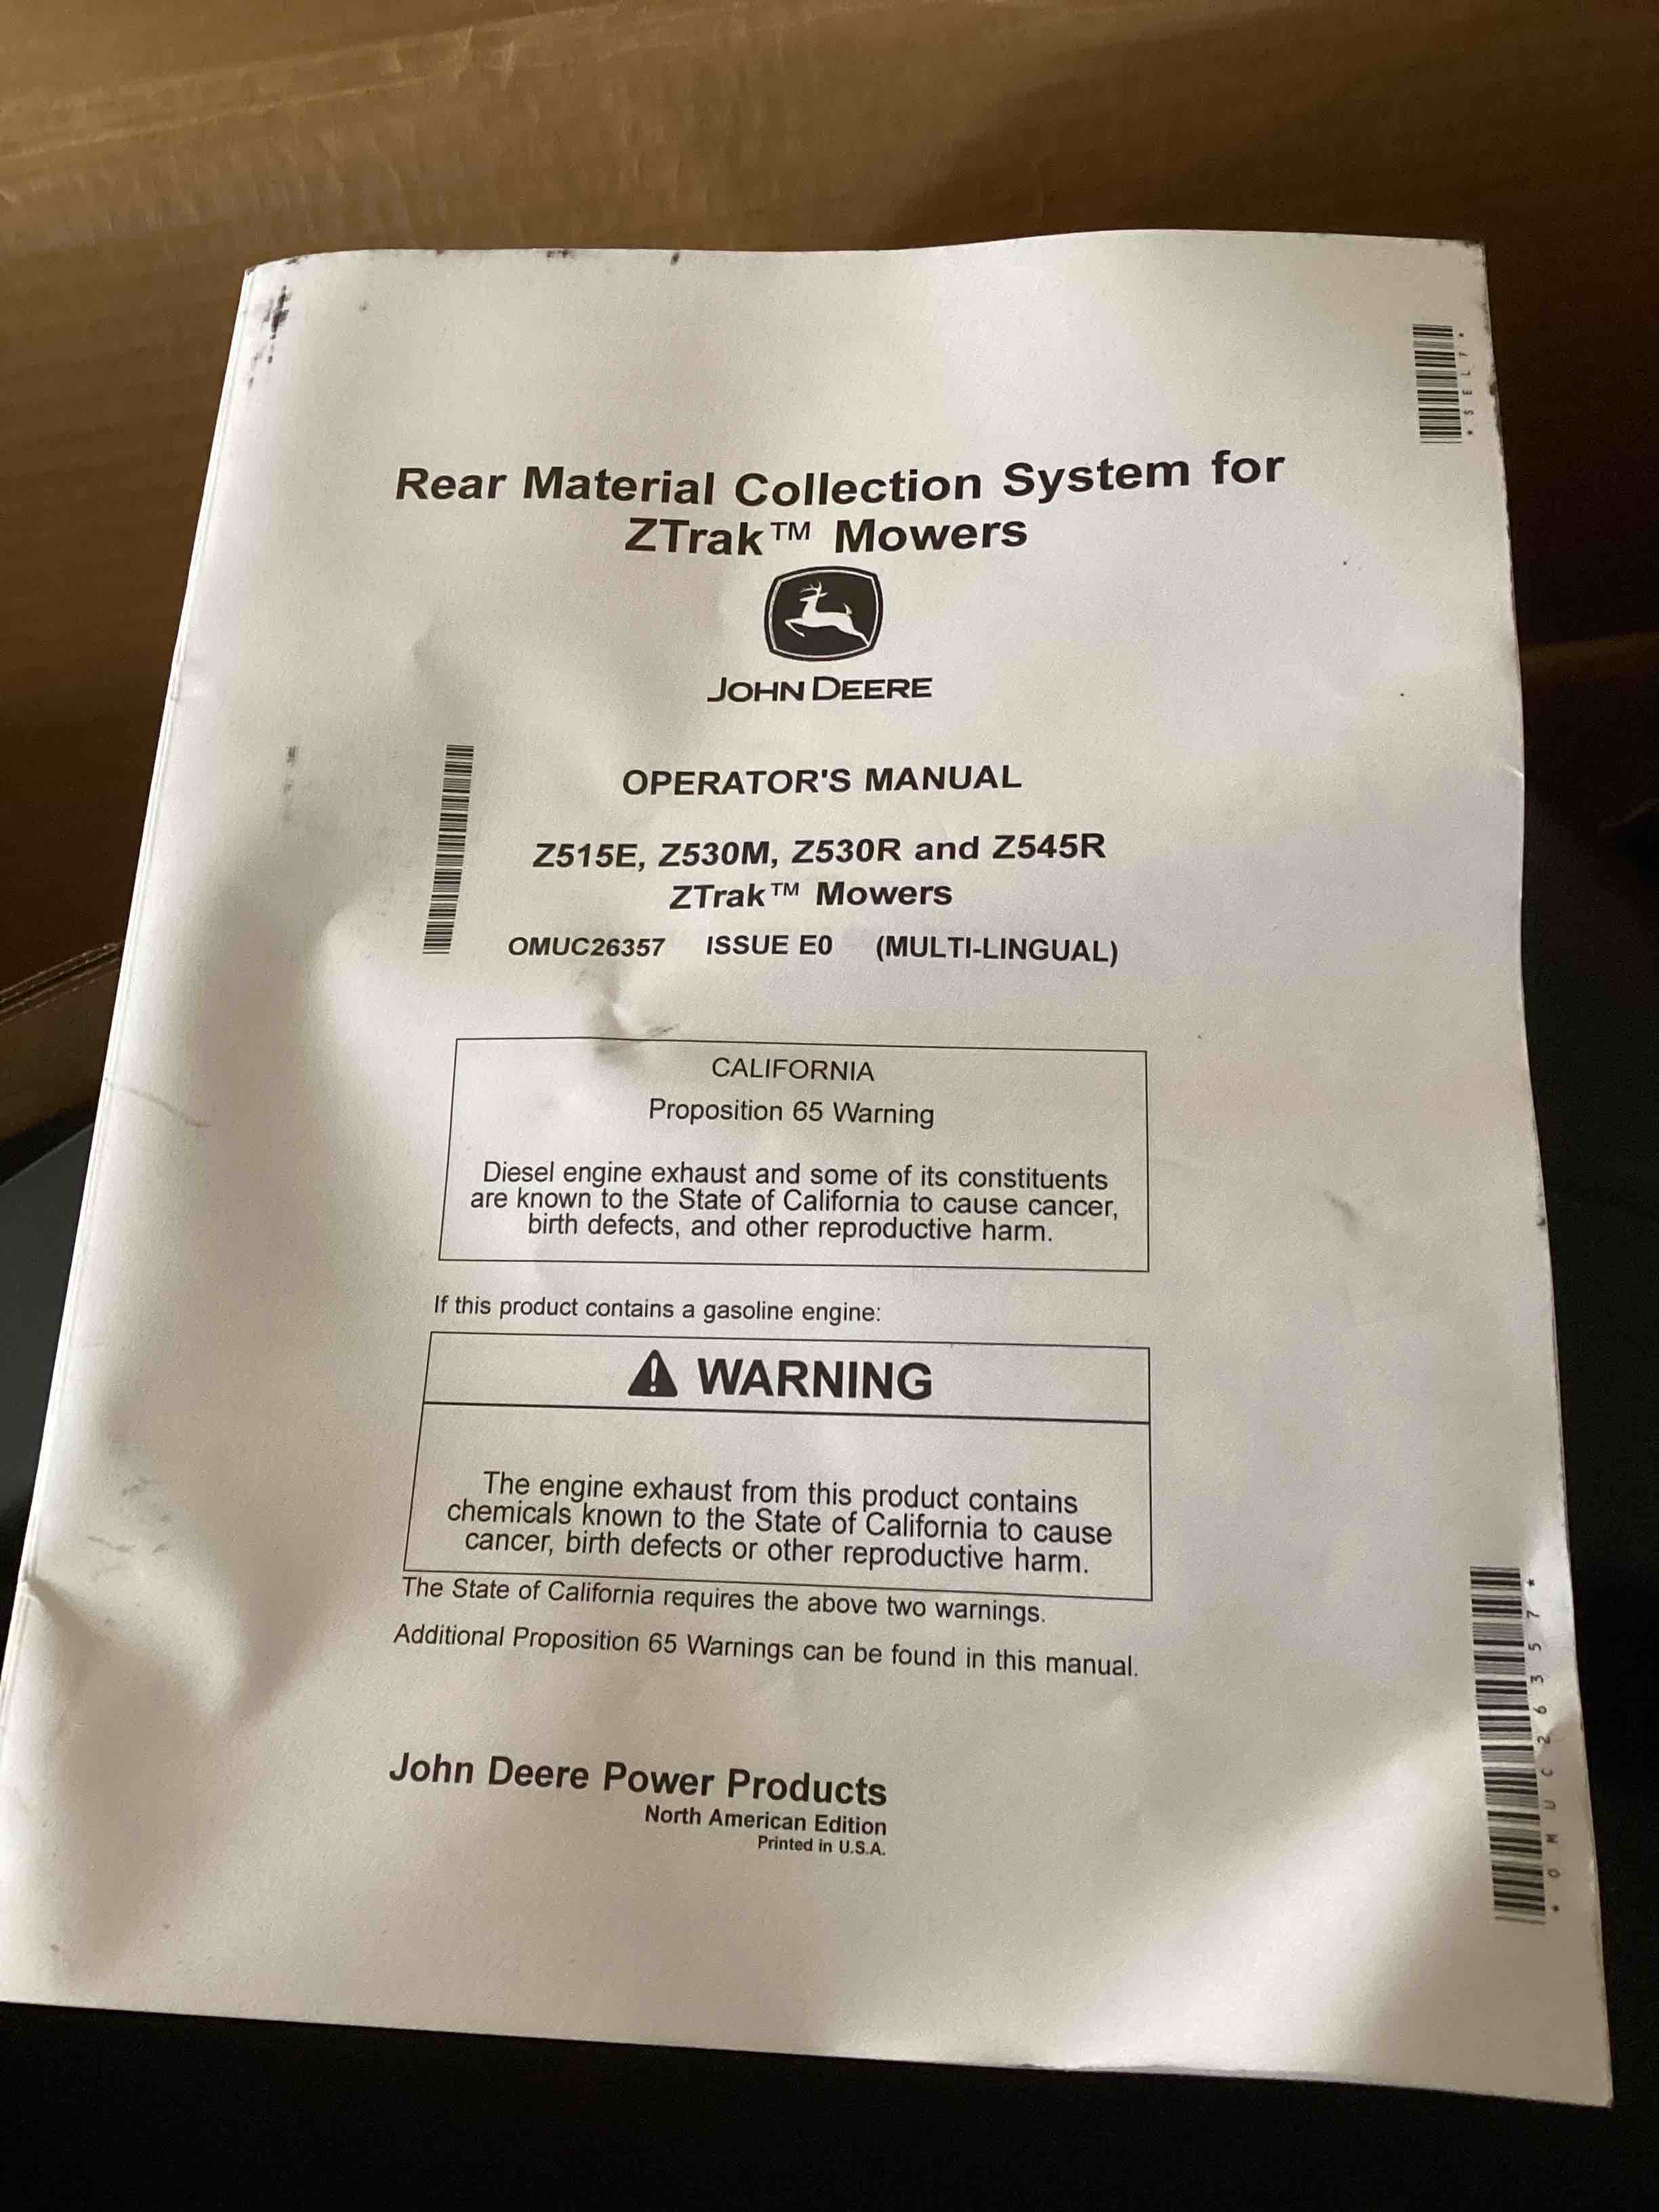 *SELF*
Rear Material Collection System for
ZTrak™ Mowers
JOHN DEERE
OPERATOR'S MANUAL
Z515E, Z530M, Z530R and Z545R
ZTrak™ Mowers
OMUC26357 ISSUE E0 (MULTI-LINGUAL)
CALIFORNIA
Proposition 65 Warning
Diesel engine exhaust and some of its constituents
are known to the State of California to cause cancer,
birth defects, and other reproductive harm.
If this product contains a gasoline engine:
WARNING
The engine exhaust from this product contains
chemicals known to the State of California to cause
cancer, birth defects or other reproductive harm.
The State of California requires the above two warnings.
Additional Proposition 65 Warnings can be found in this manual.
*OMUC26357*
John Deere Power Products
North American Edition
Printed in U.S.A.